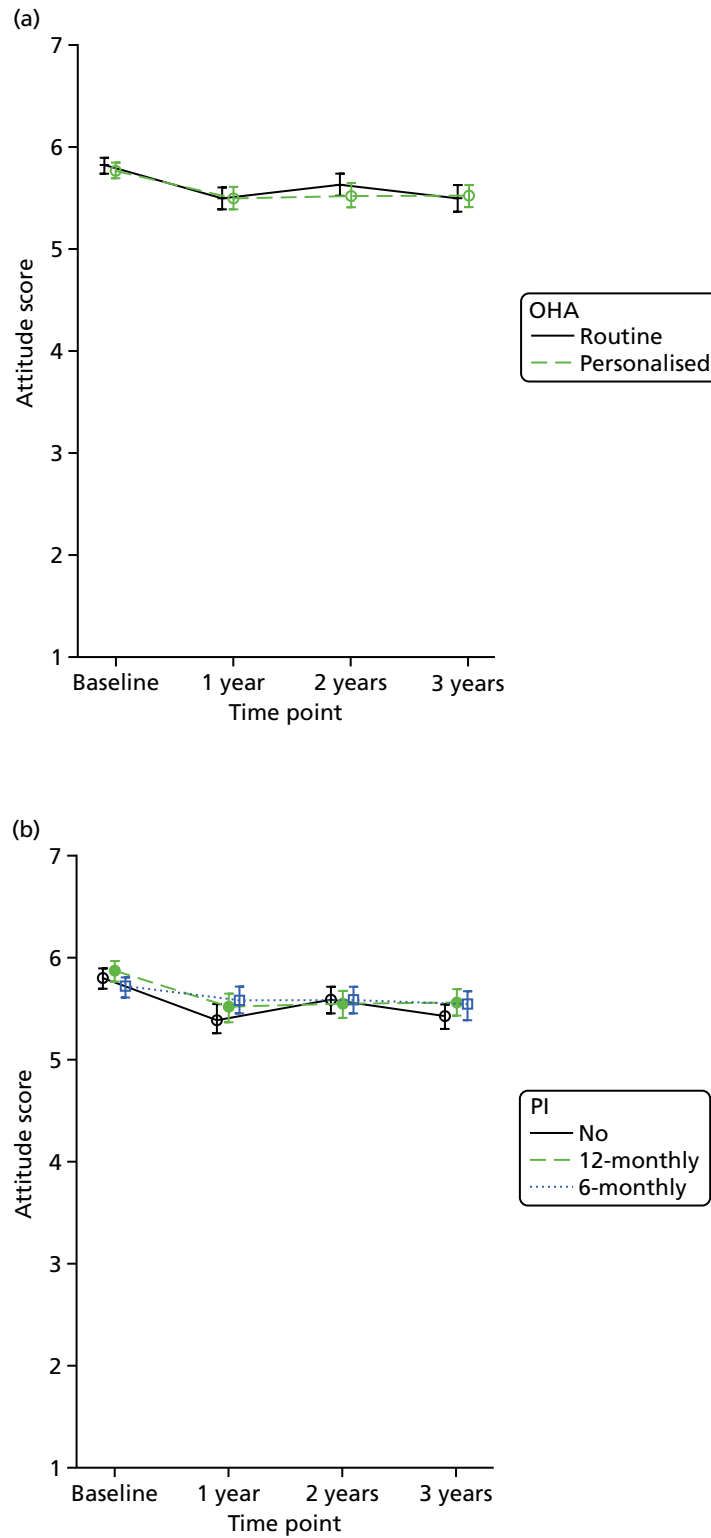 (a)
7
6
5
4
3
2
1
Attitude score
Baseline 1 year 2 years 3 years
Time point
OHA
Routine
Personalised
(b)
7
6
5
4
3
2
1
Attitude score
Baseline 1 year 2 years 3 years
Time point
PI
No
12-monthly
6-monthly